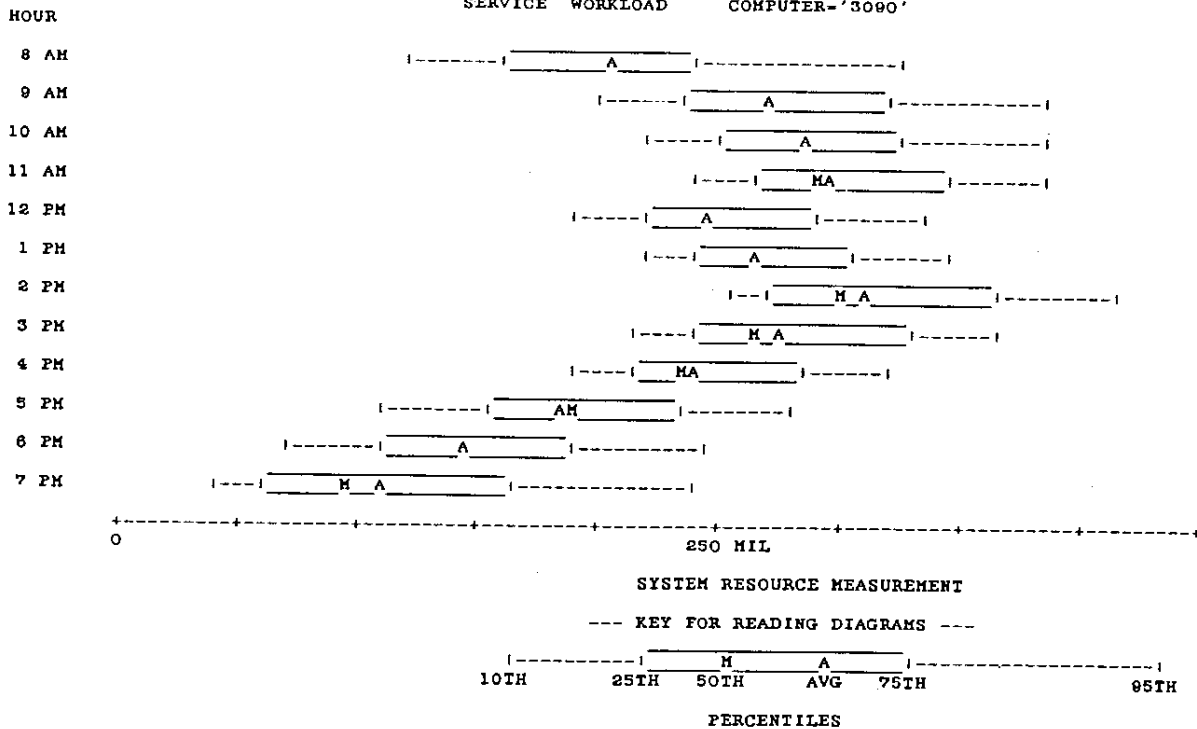 SERVICE WORKLOAD COMPUTER='3090'
HOUR
8 AM A
9 AM A
10 AM A
11 AM MA
12 PM A
1 PM A
2 PM M A
3 PM M A
4 PM MA
5 PM AM
6 PM A
7 PM M A
0 250 MIL
SYSTEM RESOURCE MEASUREMENT
--- KEY FOR READING DIAGRAMS ---
M A
10TH 25TH 50TH AVG 75TH 95TH
PERCENTILES